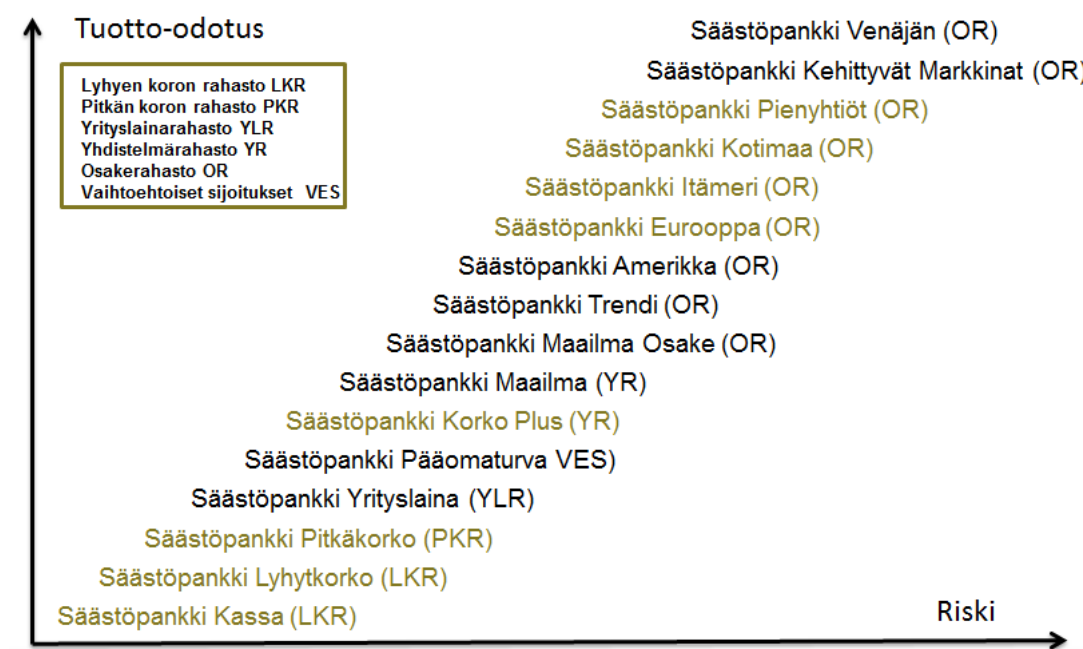 Tuotto-odotus
Lyhyen koron rahasto LKR
Pitkän koron rahasto PKR
Yrityslainarahasto YLR
Yhdistelmärahasto YR
Osakerahasto OR
Vaihtoehtoiset sijoitukset VES
Säästöpankki Venäjän (OR)
Säästöpankki Kehittyvät Markkinat (OR)
Säästöpankki Pienyhtiöt (OR)
Säästöpankki Kotimaa (OR)
Säästöpankki Itämeri (OR)
Säästöpankki Eurooppa (OR)
Säästöpankki Amerikka (OR)
Säästöpankki Trendi (OR)
Säästöpankki Maailma Osake (OR)
Säästöpankki Maailma (YR)
Säästöpankki Korko Plus (YR)
Säästöpankki Pääomaturva VES)
Säästöpankki Yrityslaina (YLR)
Säästöpankki Pitkäkorko (PKR)
Säästöpankki Lyhytkorko (LKR)
Säästöpankki Kassa (LKR)
Riski